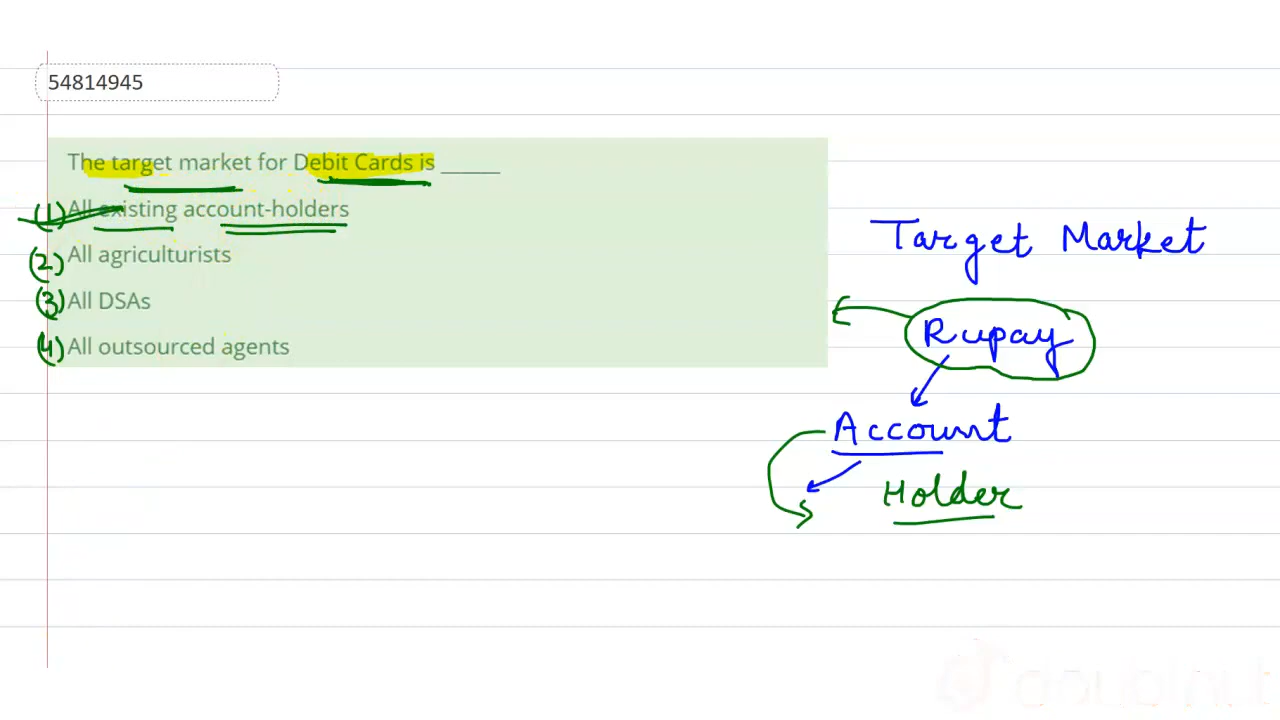 54814945
The target market for Debit Cards is ______
(1) All existing account-holders
(2) All agriculturists
(3) All DSAs
(4) All outsourced agents
Target Market
Rupay
Account
Holder
doubtnut